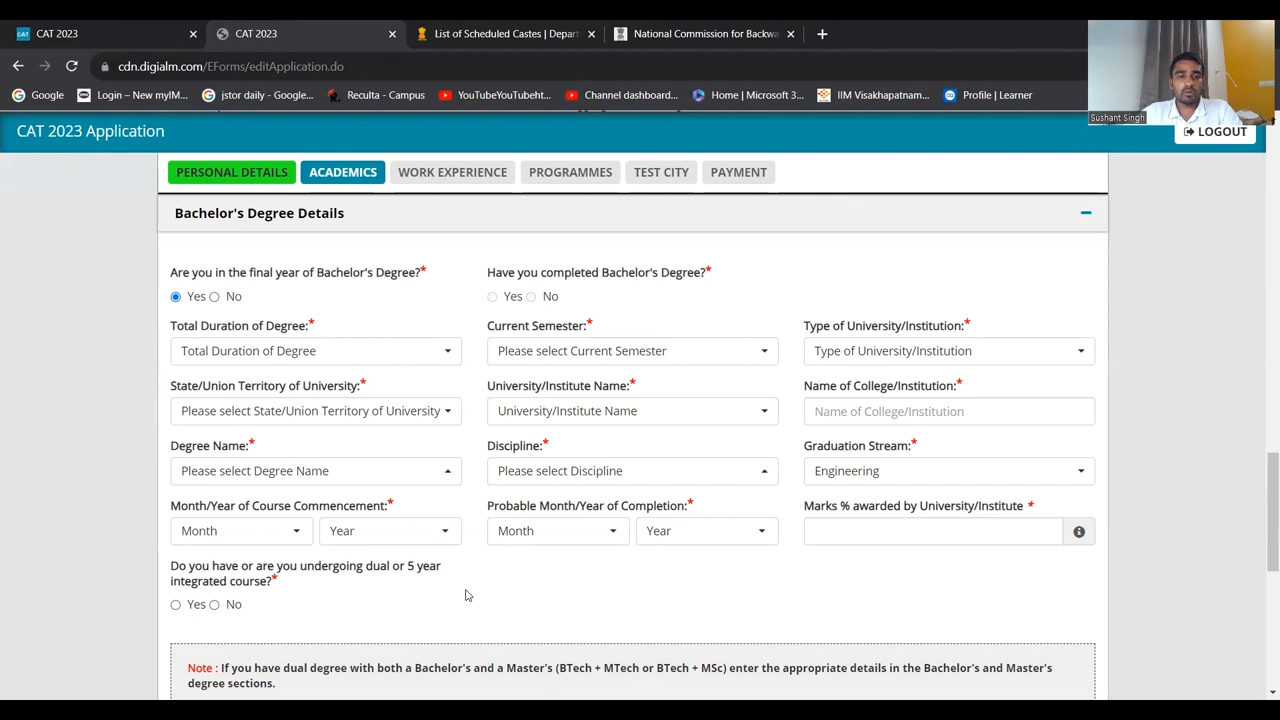 CAT CAT 2023
CAT 2023
List of Scheduled Castes | Depart
National Commission for Backwa
cdn.digialm.com/EForms/editApplication.do
Google
Login – New myIM...
jstor daily - Google...
Reculta - Campus
YouTubeYouTubeht...
Channel dashboard...
Home | Microsoft 3...
IIM Visakhapatnam...
Profile | Learner
Sushant Singh
CAT 2023 Application
LOGOUT
PERSONAL DETAILS ACADEMICS WORK EXPERIENCE PROGRAMMES TEST CITY PAYMENT
Bachelor's Degree Details
Are you in the final year of Bachelor's Degree?* Have you completed Bachelor's Degree?*
Yes No Yes No
Total Duration of Degree:* Current Semester:* Type of University/Institution:*
Total Duration of Degree Please select Current Semester Type of University/Institution
State/Union Territory of University:* University/Institute Name:* Name of College/Institution:*
Please select State/Union Territory of University University/Institute Name Name of College/Institution
Degree Name:* Discipline:* Graduation Stream:*
Please select Degree Name Please select Discipline Engineering
Month/Year of Course Commencement:* Probable Month/Year of Completion:* Marks % awarded by University/Institute *
Month Year Month Year
Do you have or are you undergoing dual or 5 year
integrated course?*
Yes No
Note : If you have dual degree with both a Bachelor's and a Master's (BTech + MTech or BTech + MSc) enter the appropriate details in the Bachelor's and Master's
degree sections.